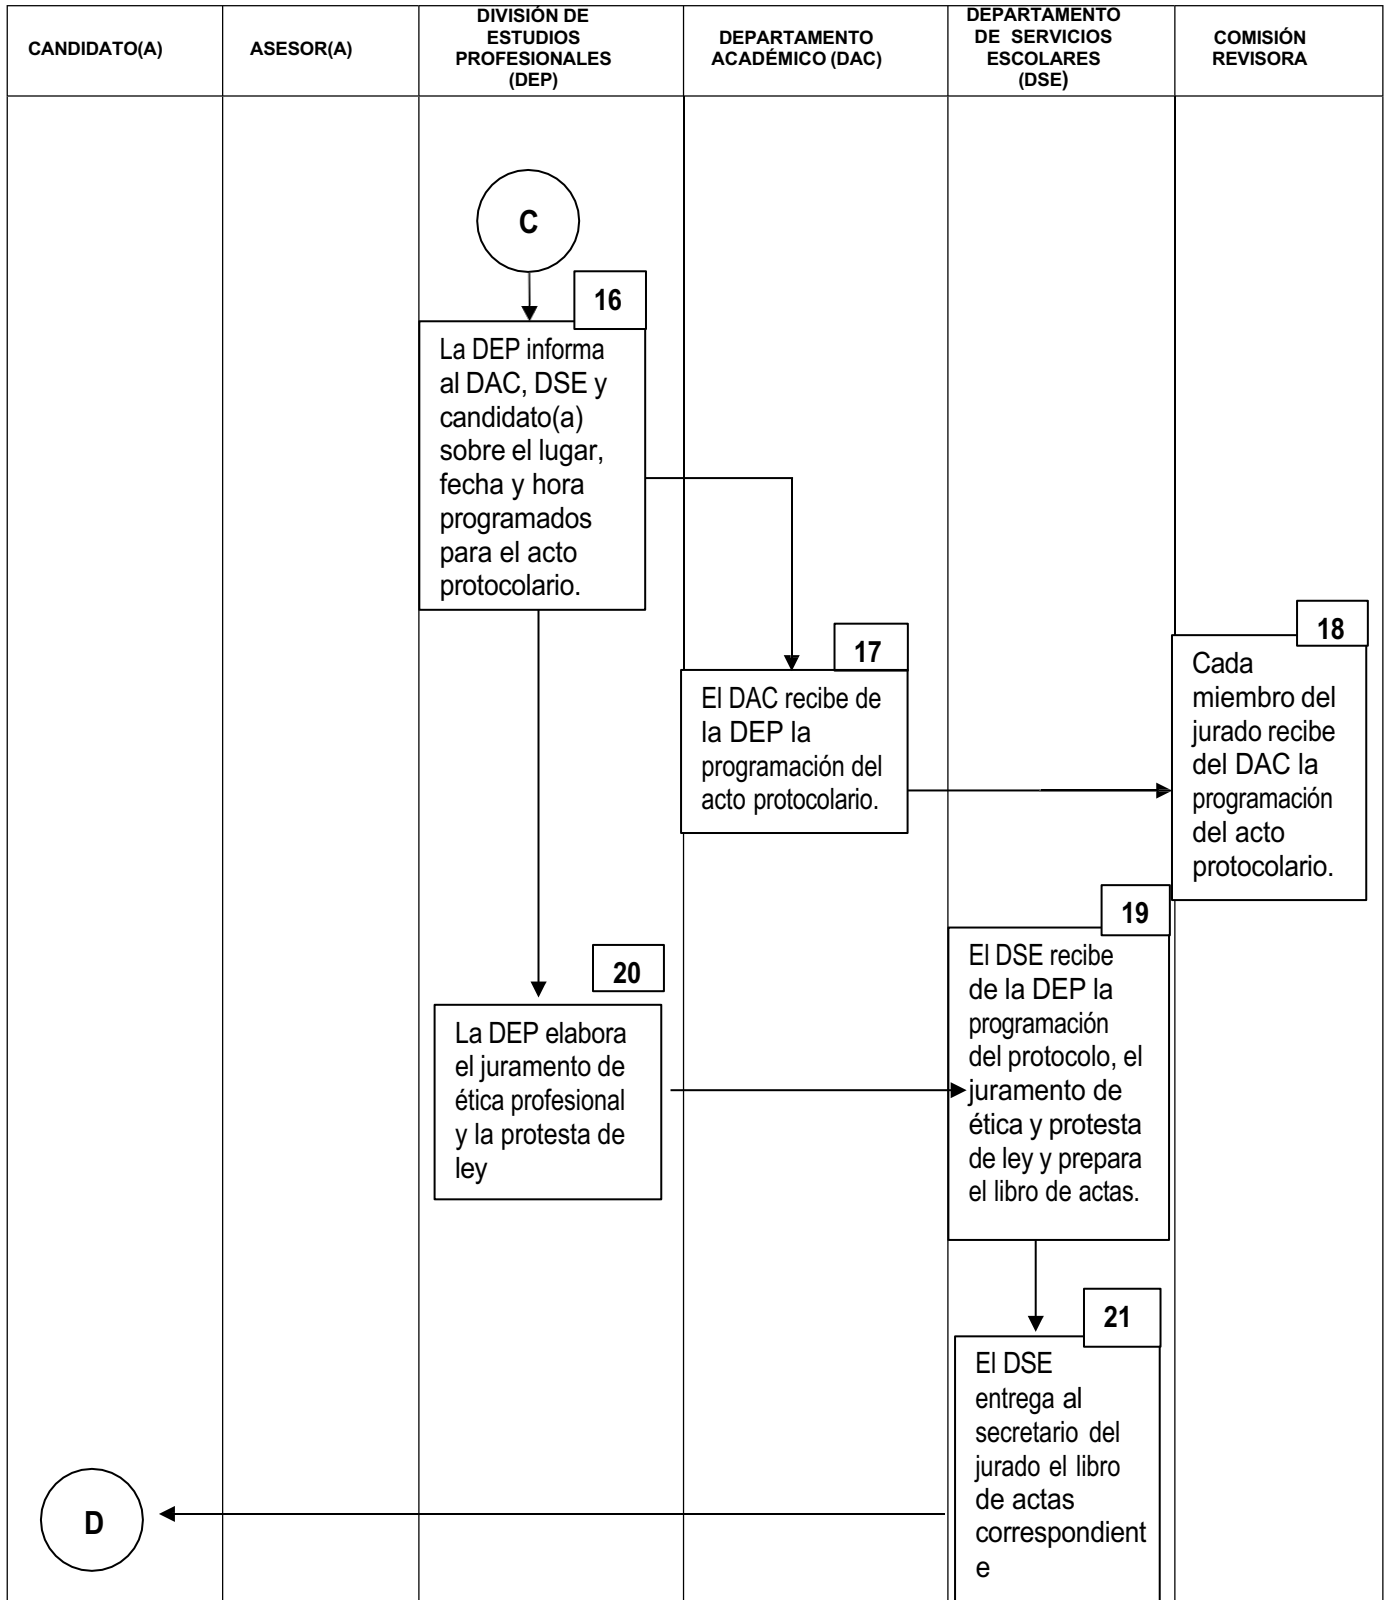 CANDIDATO(A)
ASESOR(A)
DIVISIÓN DE
ESTUDIOS
PROFESIONALES
(DEP)
DEPARTAMENTO
ACADÉMICO (DAC)
DEPARTAMENTO
DE SERVICIOS
ESCOLARES
(DSE)
COMISIÓN
REVISORA
C
16
La DEP informa
al DAC, DSE y
candidato(a)
sobre el lugar,
fecha y hora
programados
para el acto
protocolario.
17
El DAC recibe de
la DEP la
programación del
acto protocolario.
18
Cada
miembro del
jurado recibe
del DAC la
programación
del acto
protocolario.
19
El DSE recibe
de la DEP la
programación
del protocolo, el
juramento de
ética y protesta
de ley y prepara
el libro de actas.
20
La DEP elabora
el juramento de
ética profesional
y la protesta de
ley
21
El DSE
entrega al
secretario del
jurado el libro
de actas
correspondient
e
D